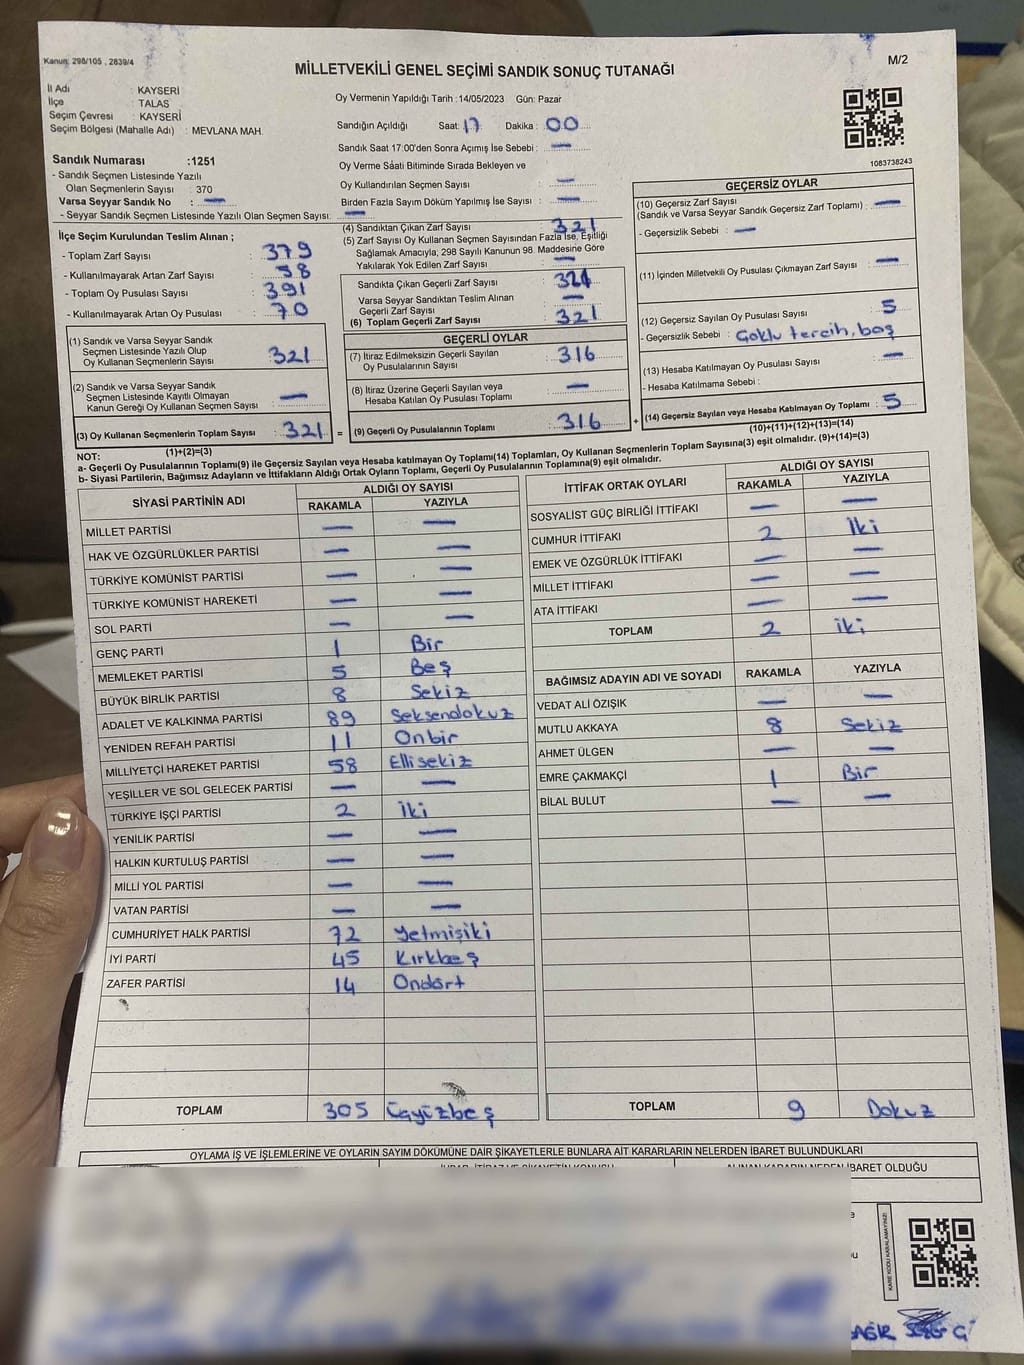 Kanun: 298/105 , 2839/4
M/2
MİLLETVEKİLİ GENEL SEÇİMİ SANDIK SONUÇ TUTANAĞI
İl Adı : KAYSERİ
İlçe : TALAS
Seçim Çevresi : KAYSERİ
Seçim Bölgesi (Mahalle Adı) : MEVLANA MAH.
Oy Vermenin Yapıldığı Tarih : 14/05/2023 Gün: Pazar
Sandığın Açıldığı Saat: 17 Dakika : 00
Sandık Saat 17:00'den Sonra Açımış İse Sebebi : —
Oy Verme Sáati Bitiminde Sırada Bekleyen ve
Oy Kullandırılan Seçmen Sayısı : —
Birden Fazla Sayım Döküm Yapılmış İse Sayısı : —
1083738243
Sandık Numarası :1251
- Sandık Seçmen Listesinde Yazılı
Olan Seçmenlerin Sayısı : 370
Varsa Seyyar Sandık No : —
- Seyyar Sandık Seçmen Listesinde Yazılı Olan Seçmen Sayısı: —
İlçe Seçim Kurulundan Teslim Alınan ;
- Toplam Zarf Sayısı : 379
- Kullanılmayarak Artan Zarf Sayısı : 58
- Toplam Oy Pusulası Sayısı : 391
- Kullanılmayarak Artan Oy Pusulası : 70
(1) Sandık ve Varsa Seyyar Sandık
Seçmen Listesinde Yazılı Olup
Oy Kullanan Seçmenlerin Sayısı : 321
(2) Sandık ve Varsa Seyyar Sandık
Seçmen Listesinde Kayıtlı Olmayan
Kanun Gereği Oy Kullanan Seçmen Sayısı : —
(3) Oy Kullanan Seçmenlerin Toplam Sayısı : 321 =
(1)+(2)=(3)
(4) Sandıktan Çıkan Zarf Sayısı : 321
(5) Zarf Sayısı Oy Kullanan Seçmen Sayısından Fazla İse, Eşitliği
Sağlamak Amacıyla, 298 Sayılı Kanunun 98. Maddesine Göre
Yakılarak Yok Edilen Zarf Sayısı : —
Sandıkta Çıkan Geçerli Zarf Sayısı : 321
Varsa Seyyar Sandıktan Teslim Alınan
Geçerli Zarf Sayısı : —
(6) Toplam Geçerli Zarf Sayısı : 321
GEÇERLİ OYLAR
(7) İtiraz Edilmeksizin Geçerli Sayılan
Oy Pusulalarının Sayısı : 316
(8) İtiraz Üzerine Geçerli Sayılan veya
Hesaba Katılan Oy Pusulası Toplamı : —
(9) Geçerli Oy Pusulalarının Toplamı : 316 +
GEÇERSİZ OYLAR
(10) Geçersiz Zarf Sayısı
(Sandık ve Varsa Seyyar Sandık Geçersiz Zarf Toplamı) : —
- Geçersizlik Sebebi : —
(11) İçinden Milletvekili Oy Pusulası Çıkmayan Zarf Sayısı : —
(12) Geçersiz Sayılan Oy Pusulası Sayısı : 5
- Geçersizlik Sebebi : Çoklu tercih, boş
(13) Hesaba Katılmayan Oy Pusulası Sayısı : —
- Hesaba Katılmama Sebebi :
(14) Geçersiz Sayılan veya Hesaba Katılmayan Oy Toplamı : 5
(10)+(11)+(12)+(13)=(14)
NOT:
a- Geçerli Oy Pusulalarının Toplamı(9) ile Geçersiz Sayılan veya Hesaba katılmayan Oy Toplamı(14) Toplamları, Oy Kullanan Seçmenlerin Toplam Sayısına(3) eşit olmalıdır. (9)+(14)=(3)
b- Siyasi Partilerin, Bağımsız Adayların ve İttifakların Aldığı Ortak Oyların Toplamı, Geçerli Oy Pusulalarının Toplamına(9) eşit olmalıdır.
SİYASİ PARTİNİN ADI ALDIĞI OY SAYISI
RAKAMLA YAZIYLA
MİLLET PARTİSİ — —
HAK VE ÖZGÜRLÜKLER PARTİSİ — —
TÜRKİYE KOMÜNİST PARTİSİ — —
TÜRKİYE KOMÜNİST HAREKETİ — —
SOL PARTİ — —
GENÇ PARTİ 1 Bir
MEMLEKET PARTİSİ 5 Beş
BÜYÜK BİRLİK PARTİSİ 8 Sekiz
ADALET VE KALKINMA PARTİSİ 89 Seksendokuz
YENİDEN REFAH PARTİSİ 11 Onbir
MİLLİYETÇİ HAREKET PARTİSİ 58 Ellisekiz
YEŞİLLER VE SOL GELECEK PARTİSİ — —
TÜRKİYE İŞÇİ PARTİSİ 2 İki
YENİLİK PARTİSİ — —
HALKIN KURTULUŞ PARTİSİ — —
MİLLİ YOL PARTİSİ — —
VATAN PARTİSİ — —
CUMHURİYET HALK PARTİSİ 72 Yetmişiki
İYİ PARTİ 45 Kırkbeş
ZAFER PARTİSİ 14 Ondört
TOPLAM 305 Üçyüzbeş
İTTİFAK ORTAK OYLARI ALDIĞI OY SAYISI
RAKAMLA YAZIYLA
SOSYALİST GÜÇ BİRLİĞİ İTTİFAKI — —
CUMHUR İTTİFAKI 2 İki
EMEK VE ÖZGÜRLÜK İTTİFAKI — —
MİLLET İTTİFAKI — —
ATA İTTİFAKI — —
TOPLAM 2 iki
BAĞIMSIZ ADAYIN ADI VE SOYADI RAKAMLA YAZIYLA
VEDAT ALİ ÖZIŞIK — —
MUTLU AKKAYA 8 Sekiz
AHMET ÜLGEN — —
EMRE ÇAKMAKÇİ 1 Bir
BİLAL BULUT — —
TOPLAM 9 Dokuz
OYLAMA İŞ VE İŞLEMLERİNE VE OYLARIN SAYIM DÖKÜMÜNE DAİR ŞİKAYETLERLE BUNLARA AİT KARARLARIN NELERDEN İBARET BULUNDUKLARI
İBARET OLDUĞU
KARE KODU KARALAMAYINIZ!